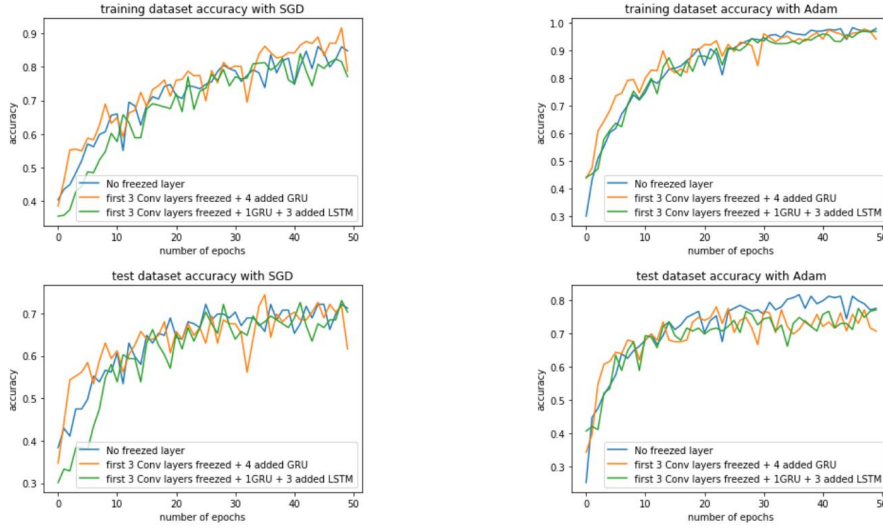 training dataset accuracy with SGD
accuracy
0.9
0.8
0.7
0.6
0.5
0.4
No freezed layer
first 3 Conv layers freezed + 4 added GRU
first 3 Conv layers freezed + 1GRU + 3 added LSTM
0 10 20 30 40 50
number of epochs
training dataset accuracy with Adam
accuracy
1.0
0.9
0.8
0.7
0.6
0.5
0.4
0.3
No freezed layer
first 3 Conv layers freezed + 4 added GRU
first 3 Conv layers freezed + 1GRU + 3 added LSTM
0 10 20 30 40 50
number of epochs
test dataset accuracy with SGD
accuracy
0.7
0.6
0.5
0.4
0.3
No freezed layer
first 3 Conv layers freezed + 4 added GRU
first 3 Conv layers freezed + 1GRU + 3 added LSTM
0 10 20 30 40 50
number of epochs
test dataset accuracy with Adam
accuracy
0.8
0.7
0.6
0.5
0.4
0.3
No freezed layer
first 3 Conv layers freezed + 4 added GRU
first 3 Conv layers freezed + 1GRU + 3 added LSTM
0 10 20 30 40 50
number of epochs